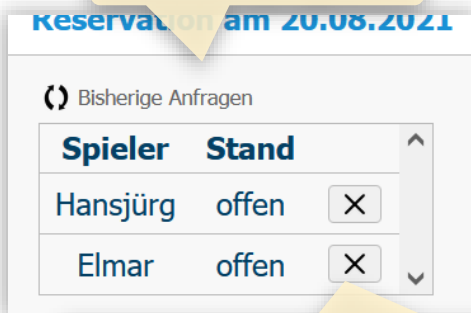 Reservation am 20.08.2021
Bisherige Anfragen
Spieler Stand
Hansjürg offen
Elmar offen